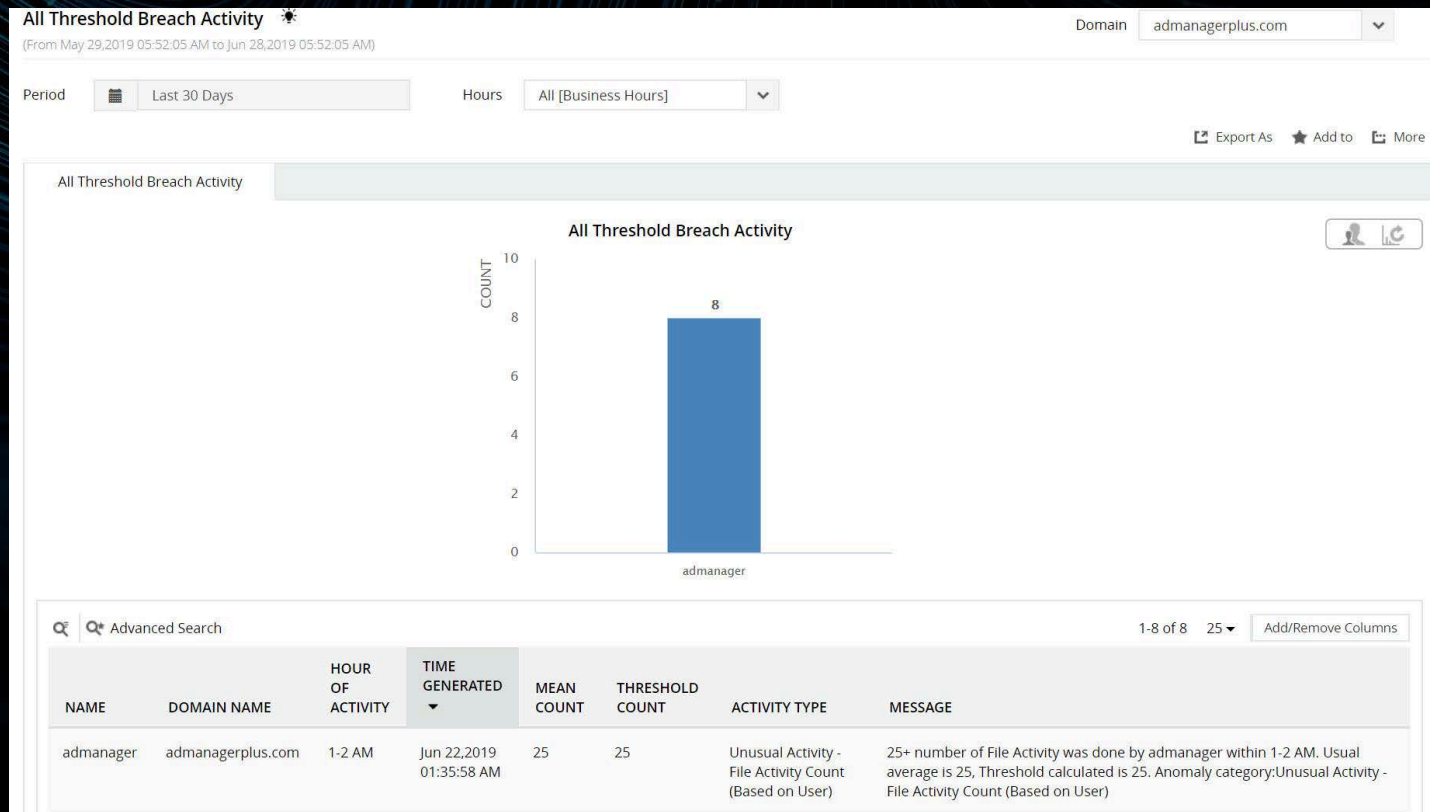 All Threshold Breach Activity
Domain admanagerplus.com
(From May 29,2019 05:52:05 AM to Jun 28,2019 05:52:05 AM)
Period Last 30 Days Hours All [Business Hours]
Export As Add to More
All Threshold Breach Activity
All Threshold Breach Activity
COUNT
10
8
8
6
4
2
0
admanager
Advanced Search 1-8 of 8 25 Add/Remove Columns
NAME
DOMAIN NAME
HOUR
OF
ACTIVITY
TIME
GENERATED
MEAN
COUNT
THRESHOLD
COUNT
ACTIVITY TYPE
MESSAGE
admanager
admanagerplus.com
1-2 AM
Jun 22,2019
01:35:58 AM
25
25
Unusual Activity -
File Activity Count
(Based on User)
25+ number of File Activity was done by admanager within 1-2 AM. Usual
average is 25, Threshold calculated is 25. Anomaly category:Unusual Activity -
File Activity Count (Based on User)